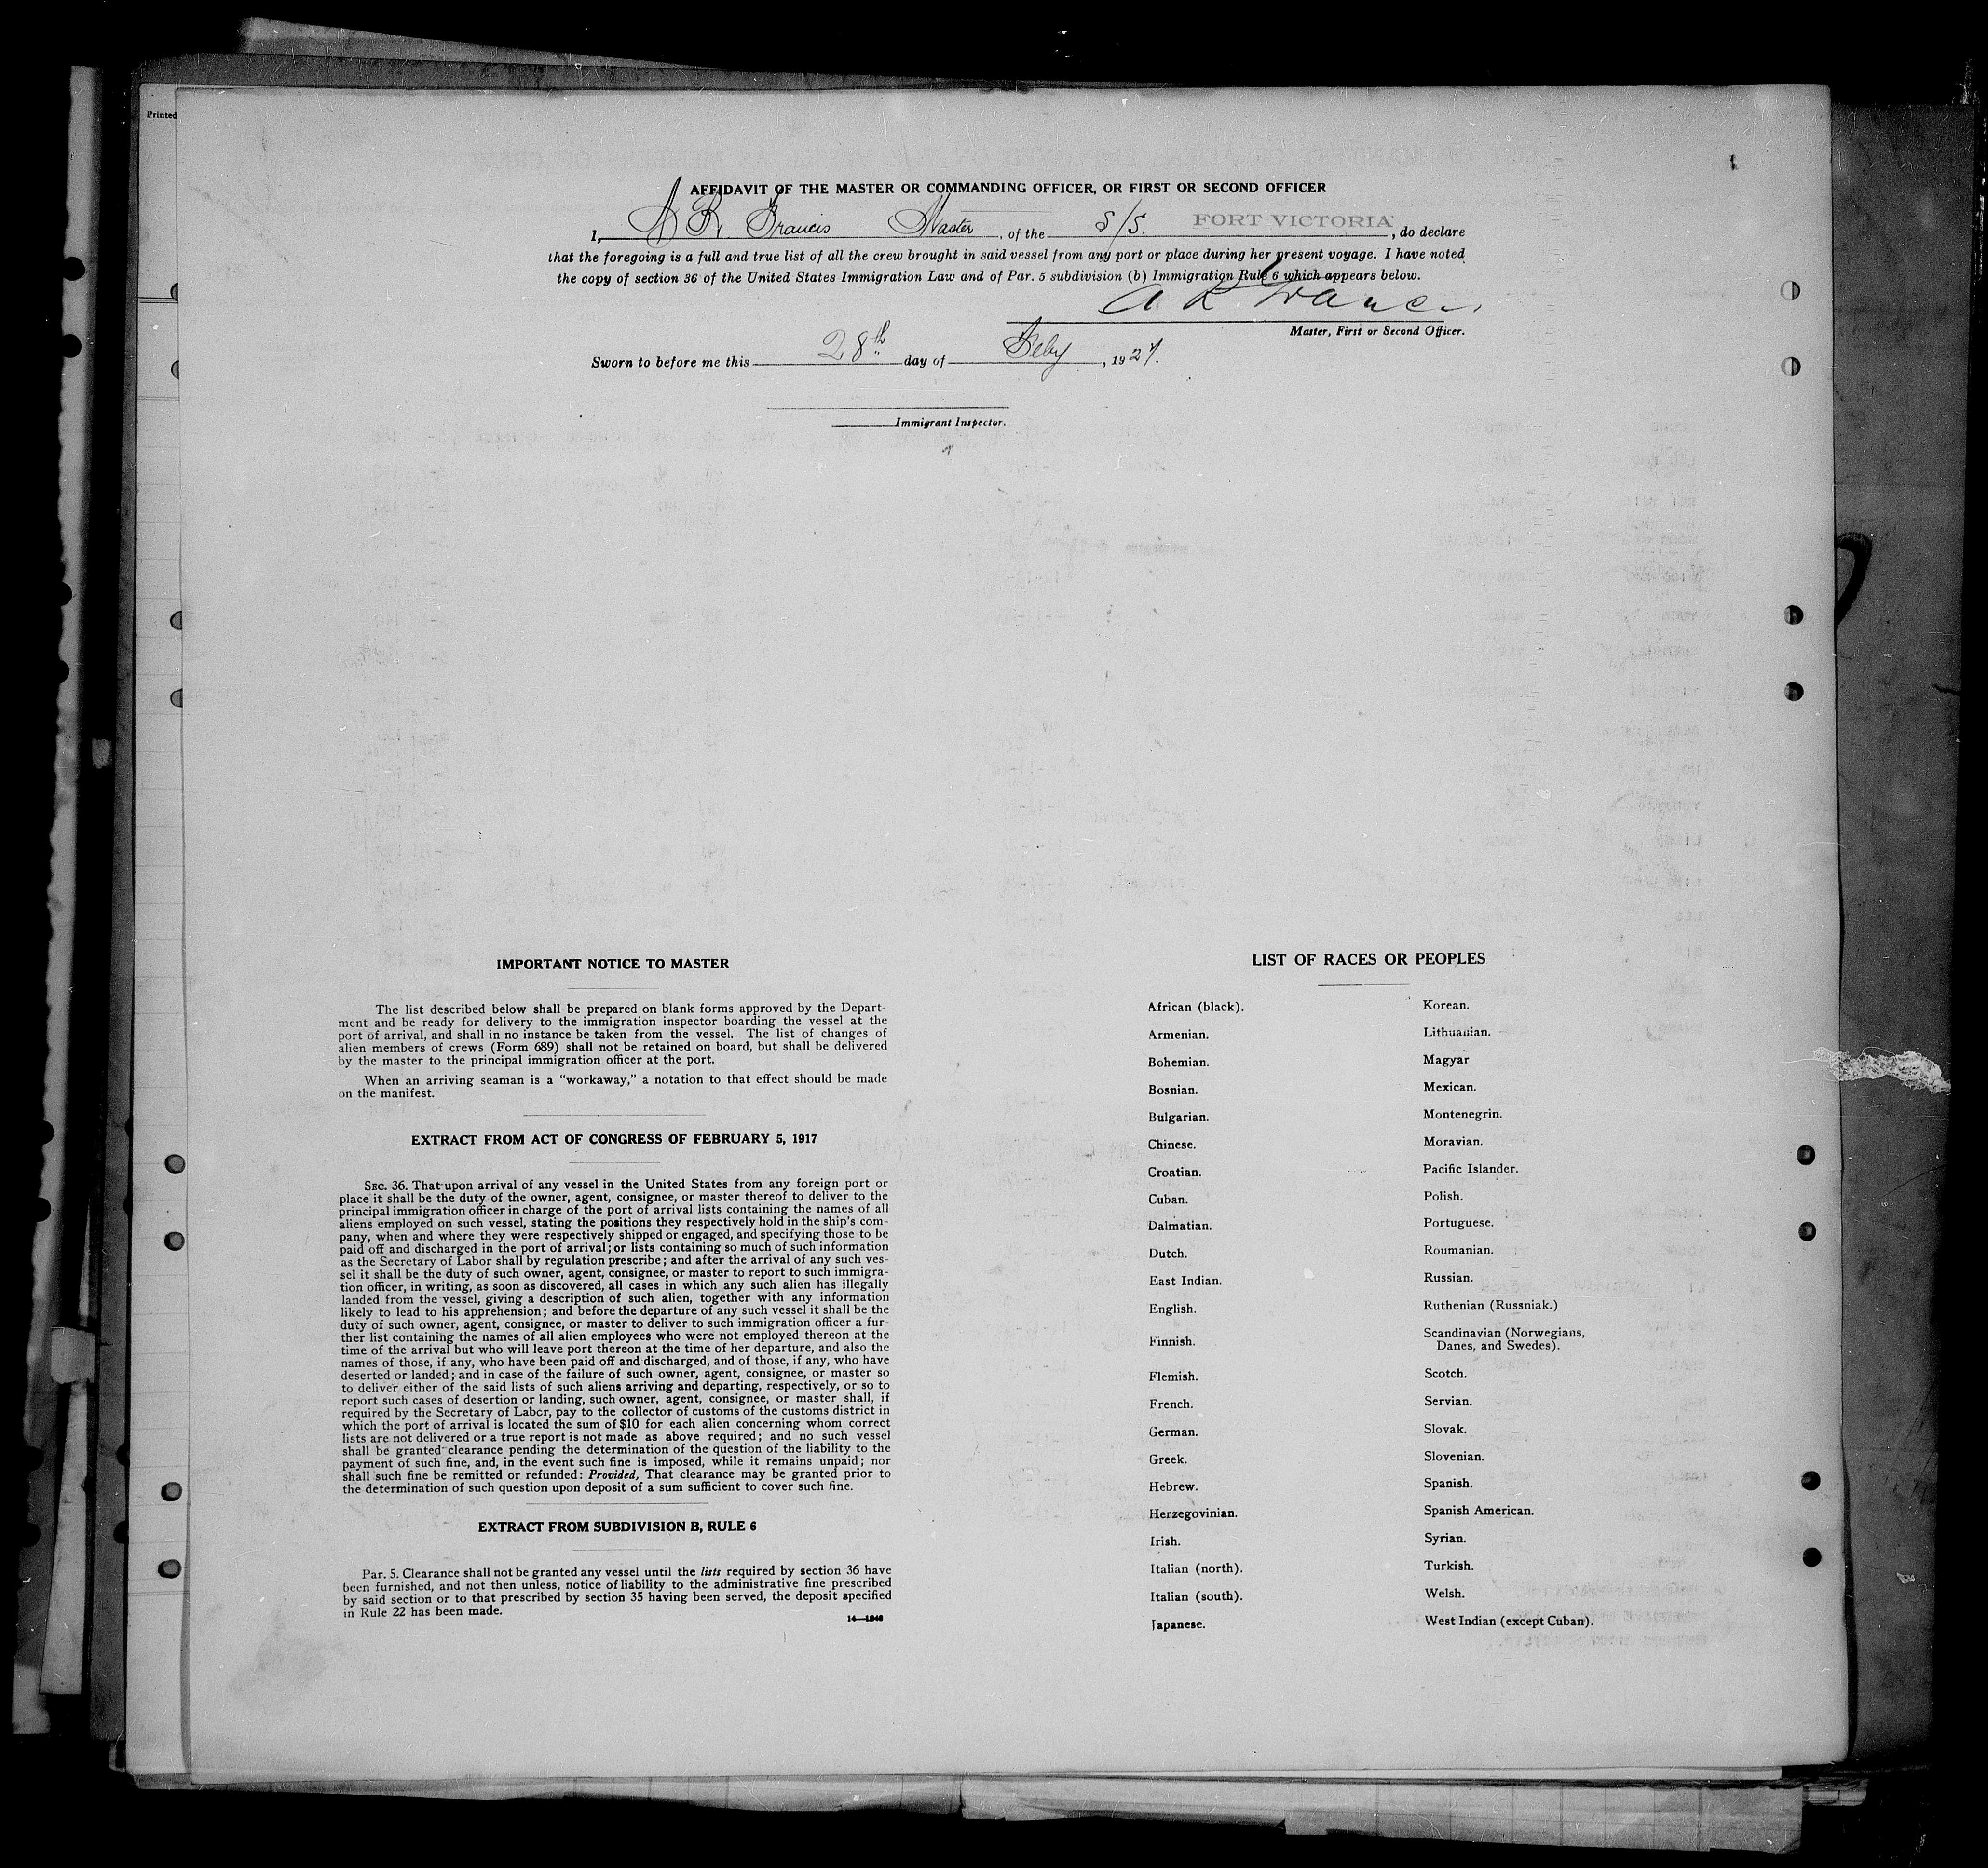 Printed
AFFIDAVIT OF THE MASTER OR COMMANDING OFFICER, OR FIRST OR SECOND OFFICER
I, A R Francis Master, of the S/S. FORT VICTORIA, do declare
that the foregoing is a full and true list of all the crew brought in said vessel from any port or place during her present voyage. I have noted
the copy of section 36 of the United States Immigration Law and of Par. 5 subdivision (b) Immigration Rule 6 which appears below.
A R Francis
Master, First or Second Officer.
Sworn to before me this 28th day of Feby, 1927.
Immigrant Inspector.
IMPORTANT NOTICE TO MASTER
The list described below shall be prepared on blank forms approved by the Depart-
ment and be ready for delivery to the immigration inspector boarding the vessel at the
port of arrival, and shall in no instance be taken from the vessel. The list of changes of
alien members of crews (Form 689) shall not be retained on board, but shall be delivered
by the master to the principal immigration officer at the port.
When an arriving seaman is a “workaway,” a notation to that effect should be made
on the manifest.
EXTRACT FROM ACT OF CONGRESS OF FEBRUARY 5, 1917
SEC. 36. That upon arrival of any vessel in the United States from any foreign port or
place it shall be the duty of the owner, agent, consignee, or master thereof to deliver to the
principal immigration officer in charge of the port of arrival lists containing the names of all
aliens employed on such vessel, stating the positions they respectively hold in the ship's com-
pany, when and where they were respectively shipped or engaged, and specifying those to be
paid off and discharged in the port of arrival; or lists containing so much of such information
as the Secretary of Labor shall by regulation prescribe; and after the arrival of any such ves-
sel it shall be the duty of such owner, agent, consignee, or master to report to such immigra-
tion officer, in writing, as soon as discovered, all cases in which any such alien has illegally
landed from the vessel, giving a description of such alien, together with any information
likely to lead to his apprehension; and before the departure of any such vessel it shall be the
duty of such owner, agent, consignee, or master to deliver to such immigration officer a fur-
ther list containing the names of all alien employees who were not employed thereon at the
time of the arrival but who will leave port thereon at the time of her departure, and also the
names of those, if any, who have been paid off and discharged, and of those, if any, who have
deserted or landed; and in case of the failure of such owner, agent, consignee, or master so
to deliver either of the said lists of such aliens arriving and departing, respectively, or so to
report such cases of desertion or landing, such owner, agent, consignee, or master shall, if
required by the Secretary of Labor, pay to the collector of customs of the customs district in
which the port of arrival is located the sum of $10 for each alien concerning whom correct
lists are not delivered or a true report is not made as above required; and no such vessel
shall be granted clearance pending the determination of the question of the liability to the
payment of such fine, and, in the event such fine is imposed, while it remains unpaid; nor
shall such fine be remitted or refunded: Provided, That clearance may be granted prior to
the determination of such question upon deposit of a sum sufficient to cover such fine.
EXTRACT FROM SUBDIVISION B, RULE 6
Par. 5. Clearance shall not be granted any vessel until the lists required by section 36 have
been furnished, and not then unless, notice of liability to the administrative fine prescribed
by said section or to that prescribed by section 35 having been served, the deposit specified
in Rule 22 has been made.
14—1240
LIST OF RACES OR PEOPLES
African (black).
Armenian.
Bohemian.
Bosnian.
Bulgarian.
Chinese.
Croatian.
Cuban.
Dalmatian.
Dutch.
East Indian.
English.
Finnish.
Flemish.
French.
German.
Greek.
Hebrew.
Herzegovinian.
Irish.
Italian (north).
Italian (south).
Japanese.
Korean.
Lithuanian.
Magyar
Mexican.
Montenegrin.
Moravian.
Pacific Islander.
Polish.
Portuguese.
Roumanian.
Russian.
Ruthenian (Russniak.)
Scandinavian (Norwegians,
Danes, and Swedes).
Scotch.
Servian.
Slovak.
Slovenian.
Spanish.
Spanish American.
Syrian.
Turkish.
Welsh.
West Indian (except Cuban).